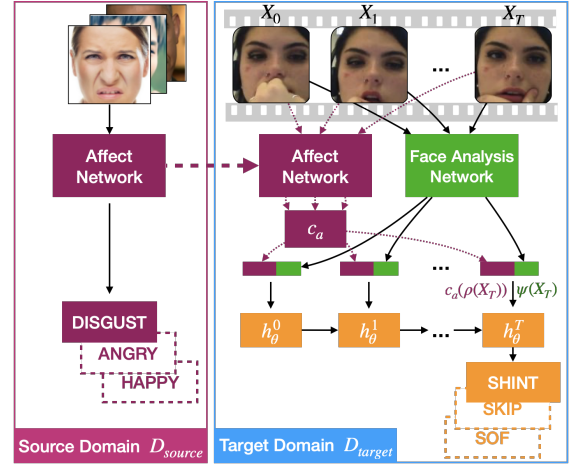 X_0
X_1
X_T
...
Affect
Network
Affect
Network
Face Analysis
Network
c_a
...
c_a(ρ(X_T))
ψ(X_T)
h_θ^0
h_θ^1
...
h_θ^T
DISGUST
ANGRY
HAPPY
SHINT
SKIP
SOF
Source Domain D_source
Target Domain D_target